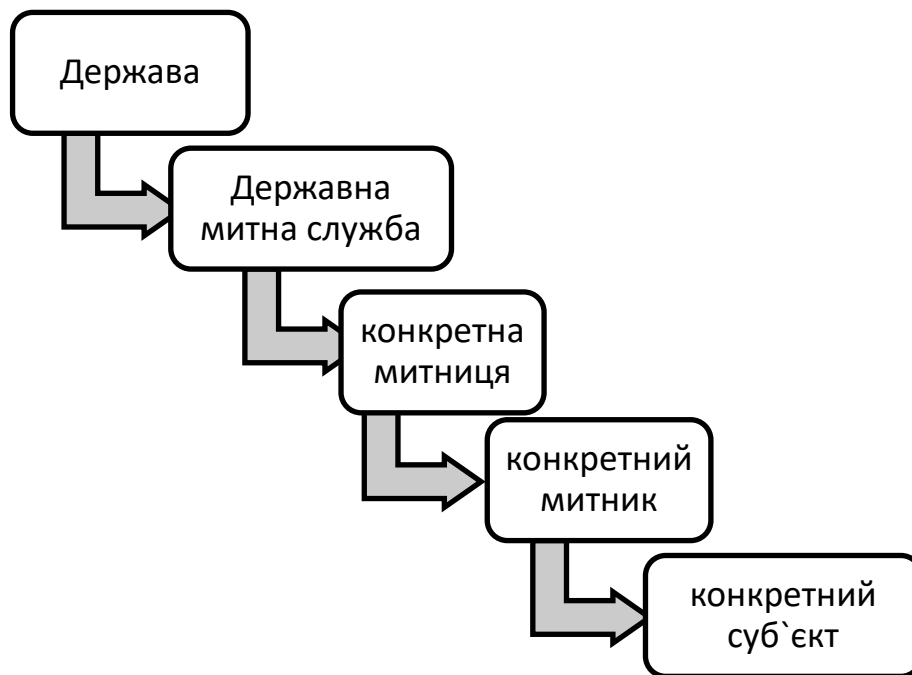 Держава
Державна
митна служба
конкретна
митниця
конкретний
митник
конкретний
суб`єкт